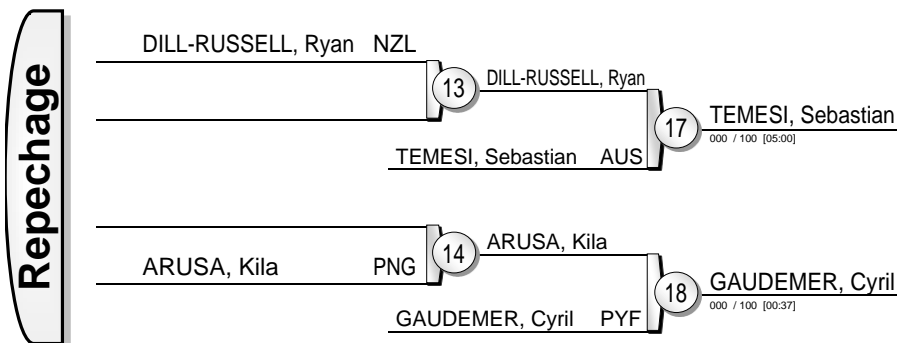 Repechage
DILL-RUSSELL, Ryan NZL
13
DILL-RUSSELL, Ryan
TEMESI, Sebastian AUS
17
TEMESI, Sebastian
000 / 100 [05:00]
ARUSA, Kila PNG
14
ARUSA, Kila
GAUDEMER, Cyril PYF
18
GAUDEMER, Cyril
000 / 100 [00:37]